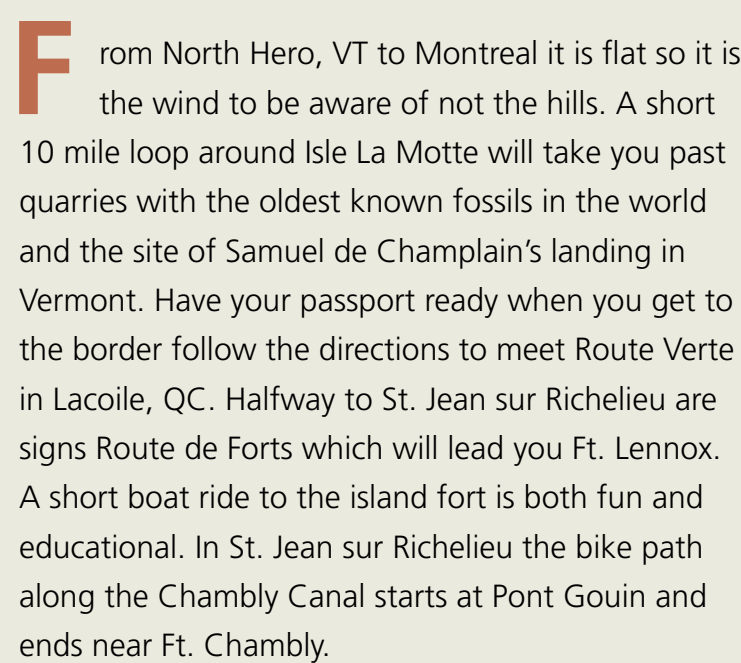 From North Hero, VT to Montreal it is flat so it is
the wind to be aware of not the hills. A short
10 mile loop around Isle La Motte will take you past
quarries with the oldest known fossils in the world
and the site of Samuel de Champlain’s landing in
Vermont. Have your passport ready when you get to
the border follow the directions to meet Route Verte
in Lacoile, QC. Halfway to St. Jean sur Richelieu are
signs Route de Forts which will lead you Ft. Lennox.
A short boat ride to the island fort is both fun and
educational. In St. Jean sur Richelieu the bike path
along the Chambly Canal starts at Pont Gouin and
ends near Ft. Chambly.